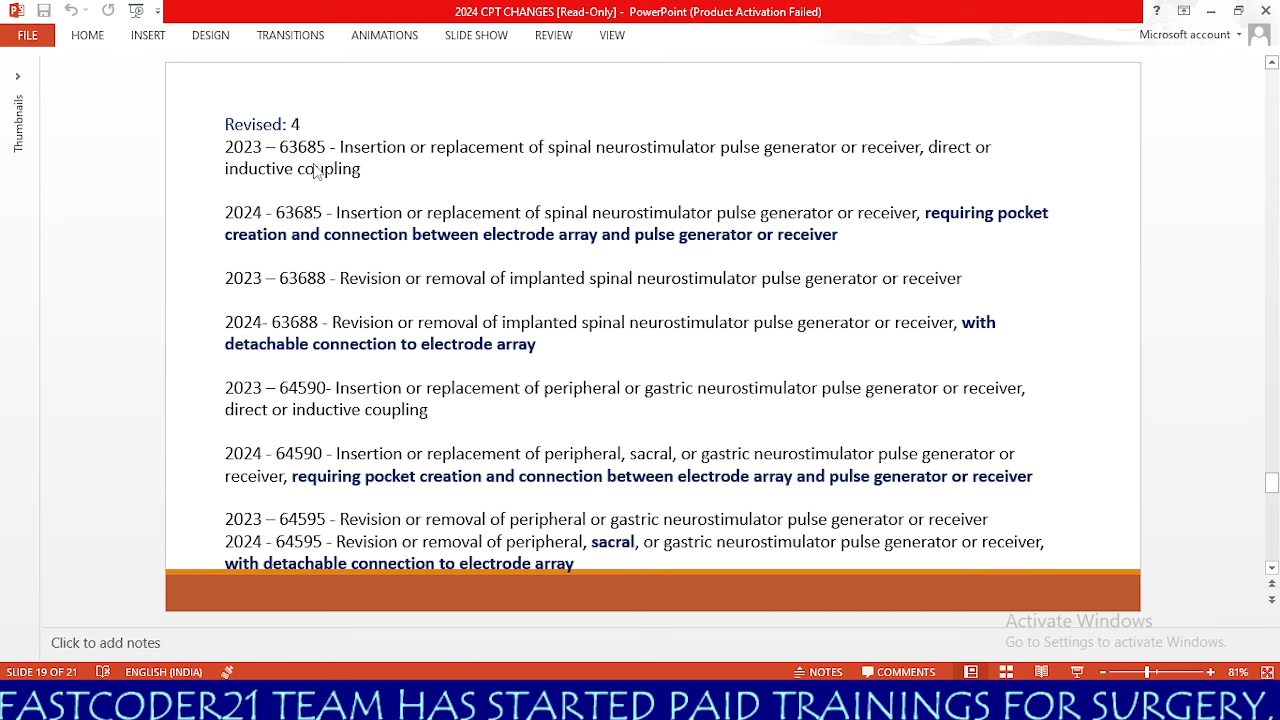 2024 CPT CHANGES [Read-Only] - PowerPoint (Product Activation Failed)
FILE HOME INSERT DESIGN TRANSITIONS ANIMATIONS SLIDE SHOW REVIEW VIEW Microsoft account
Thumbnails
Revised: 4
2023 – 63685 - Insertion or replacement of spinal neurostimulator pulse generator or receiver, direct or
inductive coupling
2024 - 63685 - Insertion or replacement of spinal neurostimulator pulse generator or receiver, requiring pocket
creation and connection between electrode array and pulse generator or receiver
2023 – 63688 - Revision or removal of implanted spinal neurostimulator pulse generator or receiver
2024- 63688 - Revision or removal of implanted spinal neurostimulator pulse generator or receiver, with
detachable connection to electrode array
2023 – 64590- Insertion or replacement of peripheral or gastric neurostimulator pulse generator or receiver,
direct or inductive coupling
2024 - 64590 - Insertion or replacement of peripheral, sacral, or gastric neurostimulator pulse generator or
receiver, requiring pocket creation and connection between electrode array and pulse generator or receiver
2023 – 64595 - Revision or removal of peripheral or gastric neurostimulator pulse generator or receiver
2024 - 64595 - Revision or removal of peripheral, sacral, or gastric neurostimulator pulse generator or receiver,
with detachable connection to electrode array
Activate Windows
Go to Settings to activate Windows.
Click to add notes
SLIDE 19 OF 21 ENGLISH (INDIA) NOTES COMMENTS 81%
FASTCODER21 TEAM HAS STARTED PAID TRAININGS FOR SURGERY,